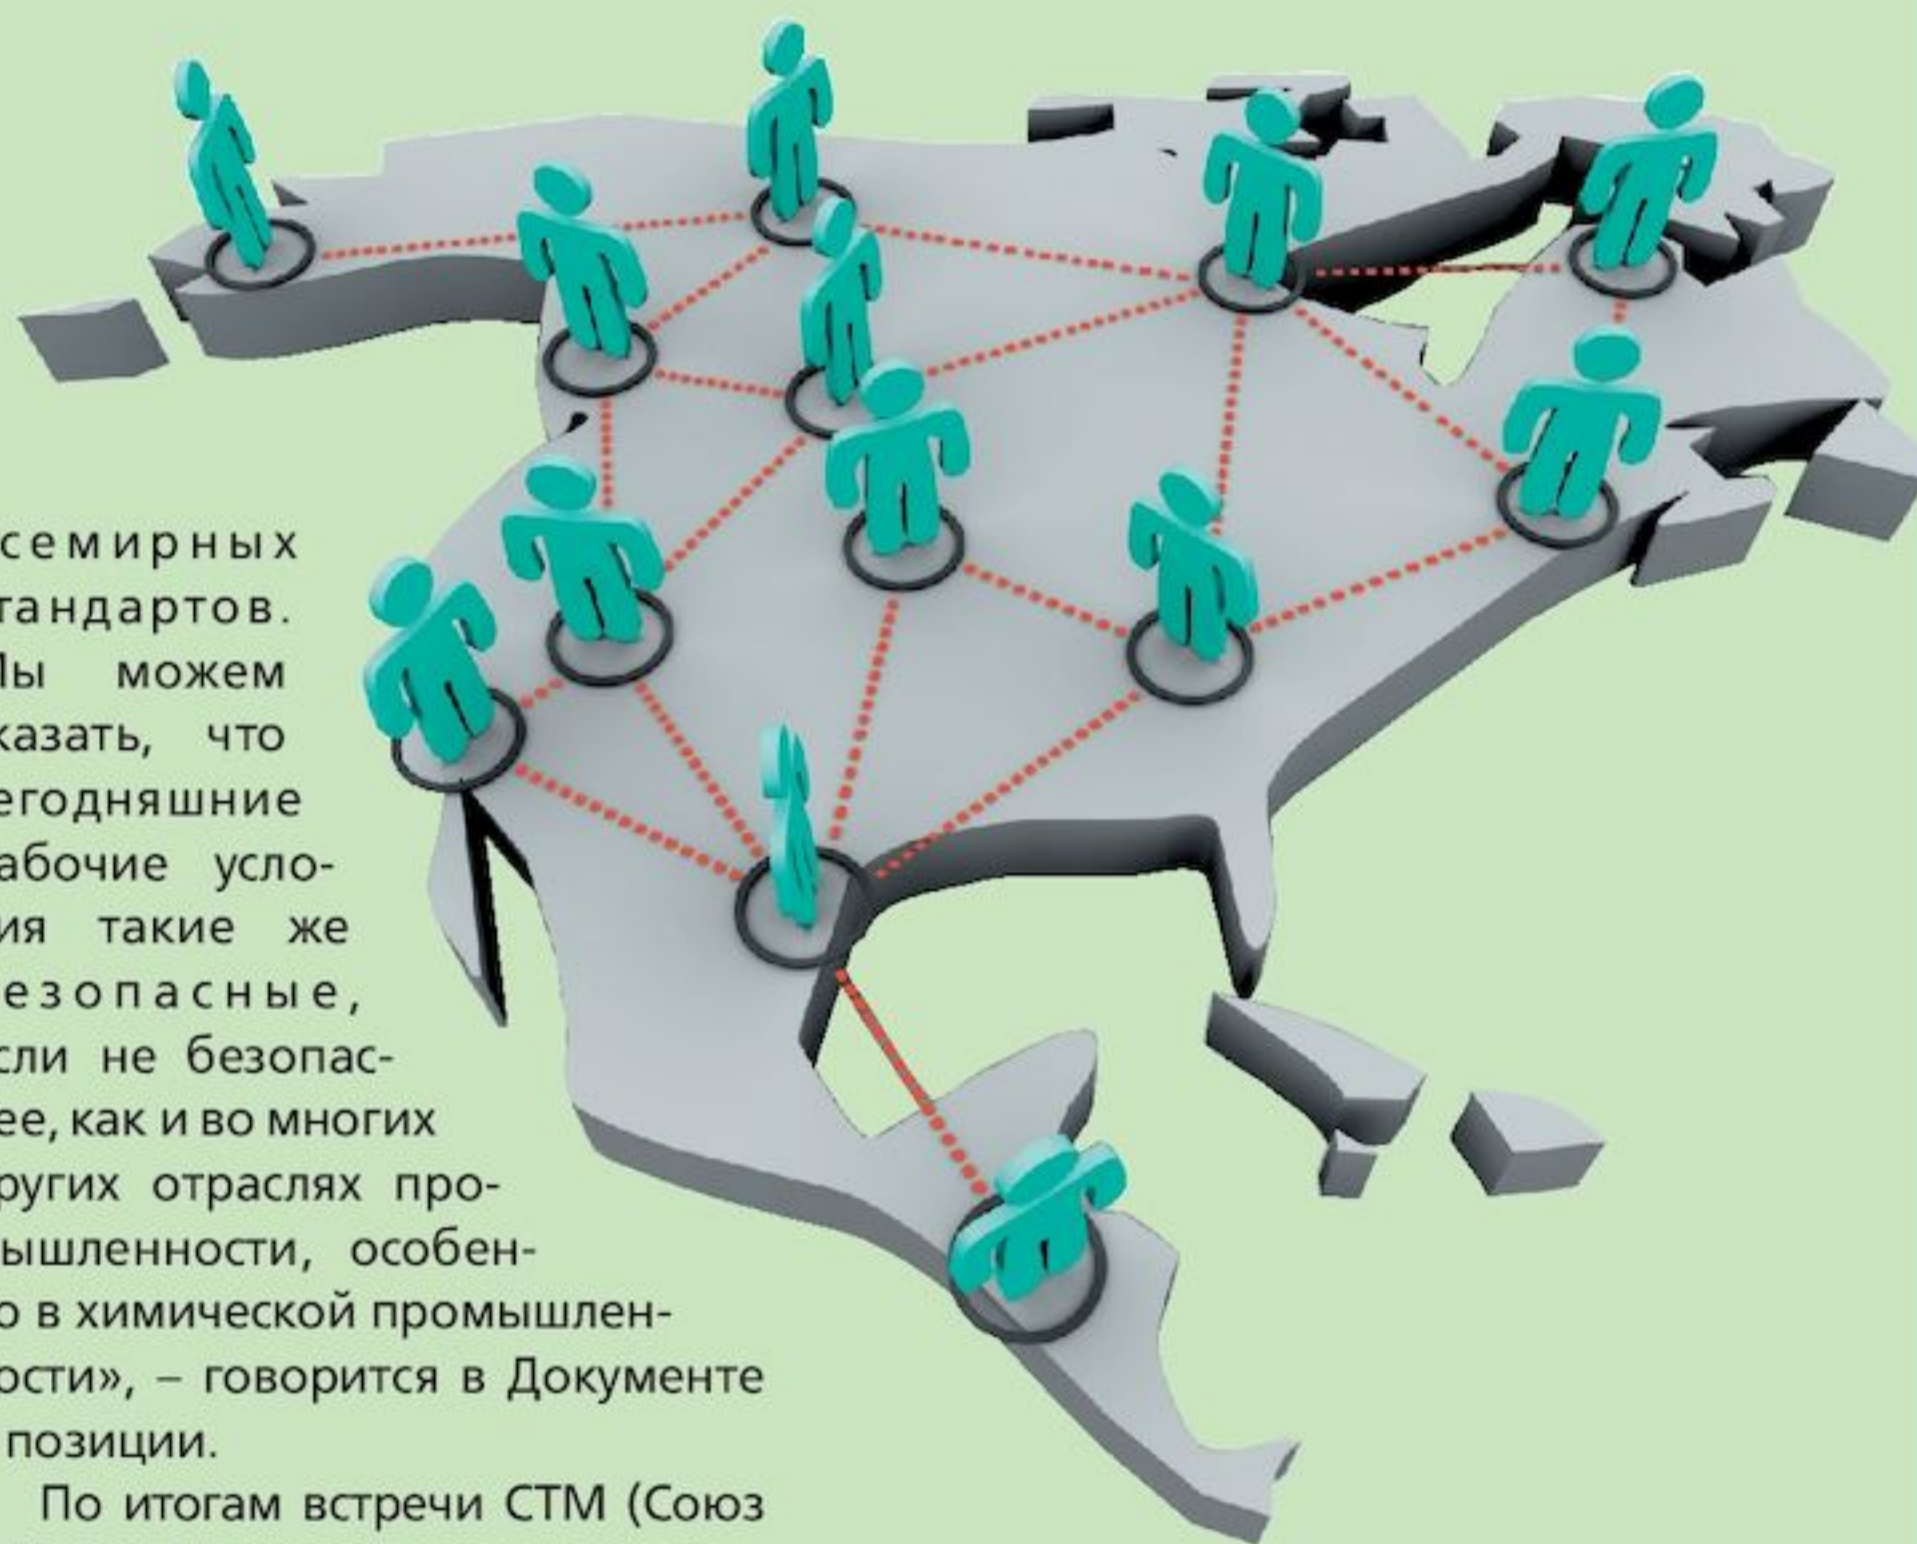 семирных
тандартов.
ы можем
казать, что
егодняшние
абочие усло-
ия такие же
езопасные,
сли не безопас-
ее, как и во многих
ругих отраслях про-
ышленности, особен-
о в химической промышлен-
ости», – говорится в Документе
позиции.
По итогам встречи СТМ (Союз